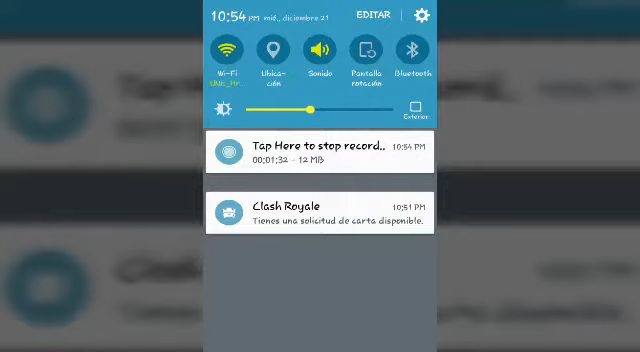 10:54 PM mié., diciembre 21 EDITAR
Wi-Fi Ubica- Sonido Pantalla Bluetooth
ción rotación
Exterior
Tap Here to stop record.. 10:54 PM
00:01:32 - 12 MB
Clash Royale 10:51 PM
Tienes una solicitud de carta disponible.